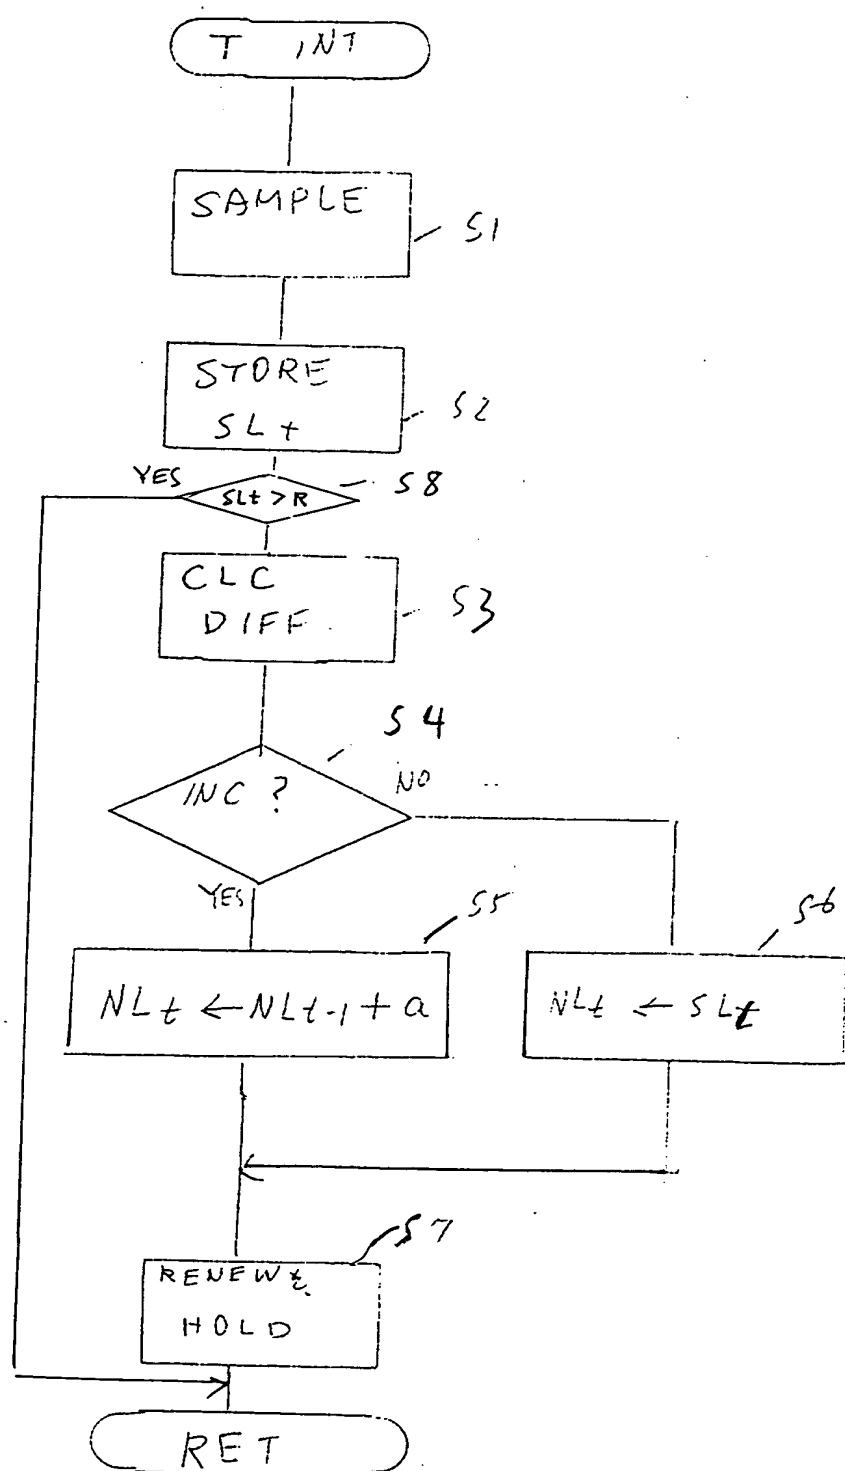 T INT
SAMPLE
S1
STORE
SLt
S2
YES
SLt > R
S8
CLC
DIFF
S3
S4
INC ?
NO
YES
S5
S6
NLt ← NLt-1 + a
NLt ← SLt
S7
RENEW &
HOLD
RET